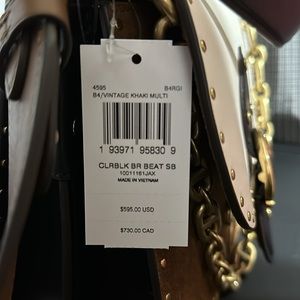 4595 B4RGI
B4/VINTAGE KHAKI MULTI
1 93971 95830 9
CLRBLK BR BEAT SB
10011161JAX
MADE IN VIETNAM
$595.00 USD
$730.00 CAD